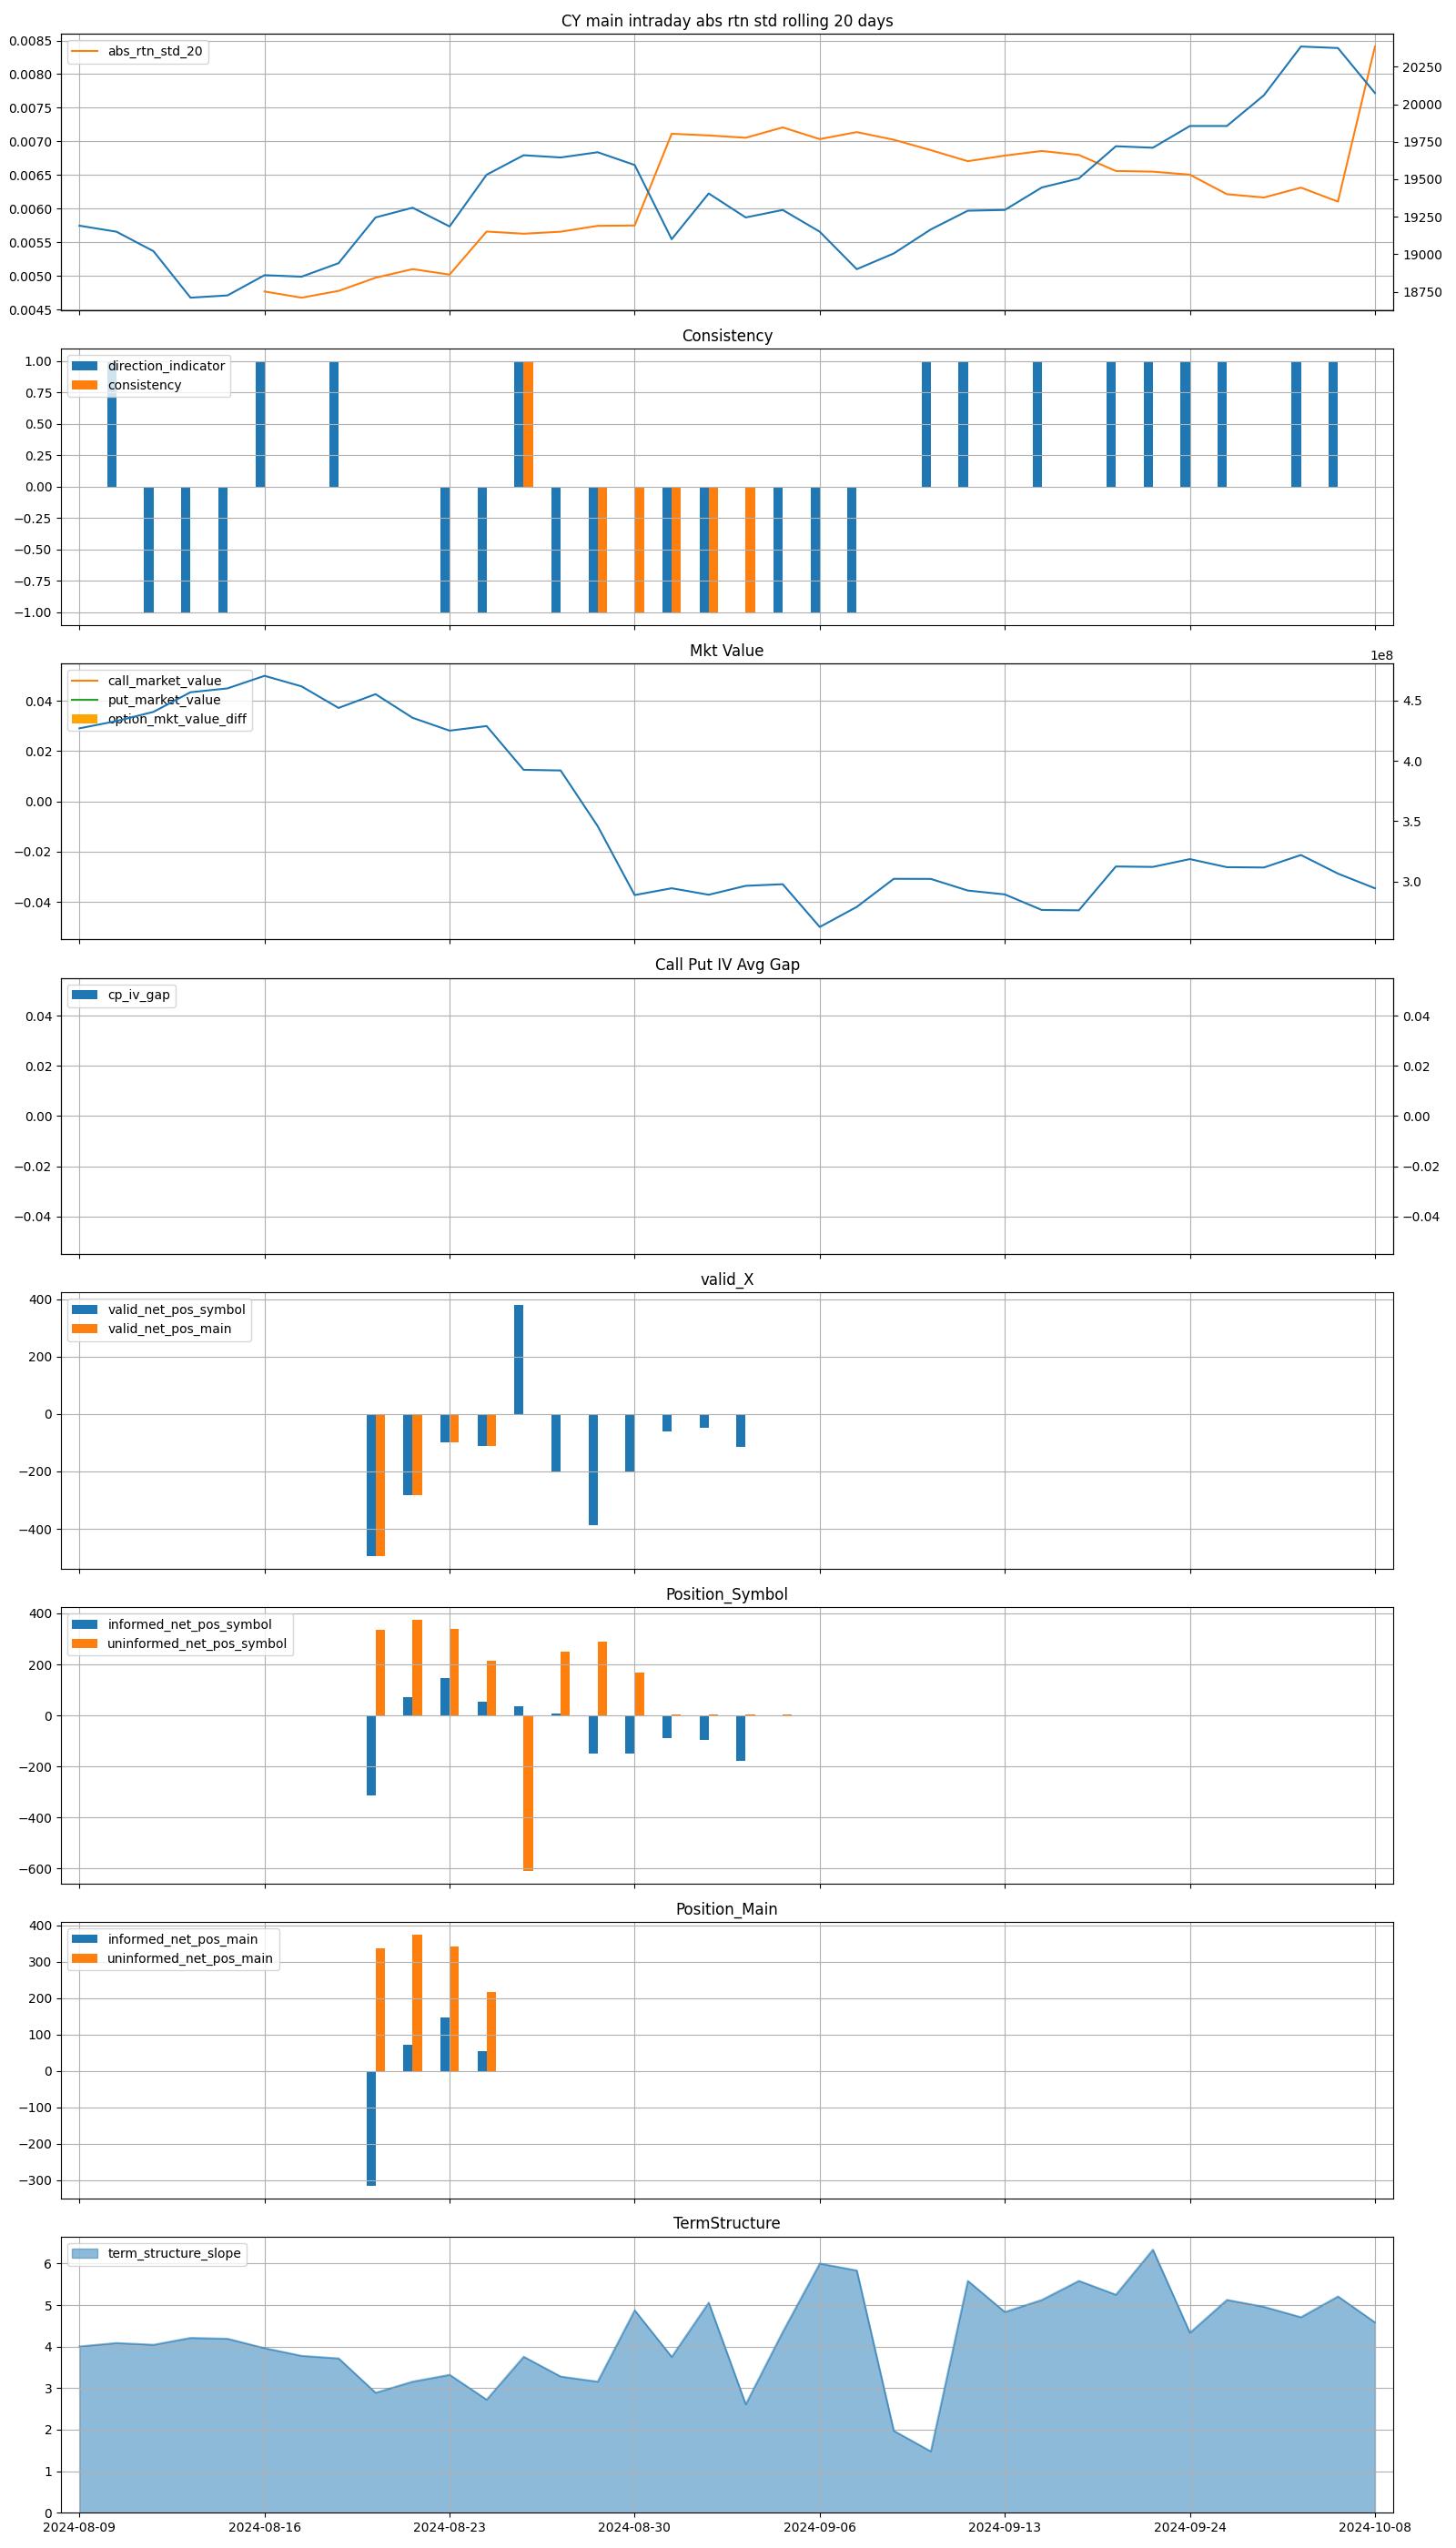 CY main intraday abs rtn std rolling 20 days
abs_rtn_std_20
0.0085
0.0080
0.0075
0.0070
0.0065
0.0060
0.0055
0.0050
0.0045
20250
20000
19750
19500
19250
19000
18750
Consistency
direction_indicator
consistency
1.00
0.75
0.50
0.25
0.00
−0.25
−0.50
−0.75
−1.00
Mkt Value
1e8
call_market_value
put_market_value
option_mkt_value_diff
0.04
0.02
0.00
−0.02
−0.04
4.5
4.0
3.5
3.0
Call Put IV Avg Gap
cp_iv_gap
0.04
0.02
0.00
−0.02
−0.04
0.04
0.02
0.00
−0.02
−0.04
valid_X
valid_net_pos_symbol
valid_net_pos_main
400
200
0
−200
−400
Position_Symbol
informed_net_pos_symbol
uninformed_net_pos_symbol
400
200
0
−200
−400
−600
Position_Main
informed_net_pos_main
uninformed_net_pos_main
400
300
200
100
0
−100
−200
−300
TermStructure
term_structure_slope
6
5
4
3
2
1
0
2024-08-09 2024-08-16 2024-08-23 2024-08-30 2024-09-06 2024-09-13 2024-09-24 2024-10-08